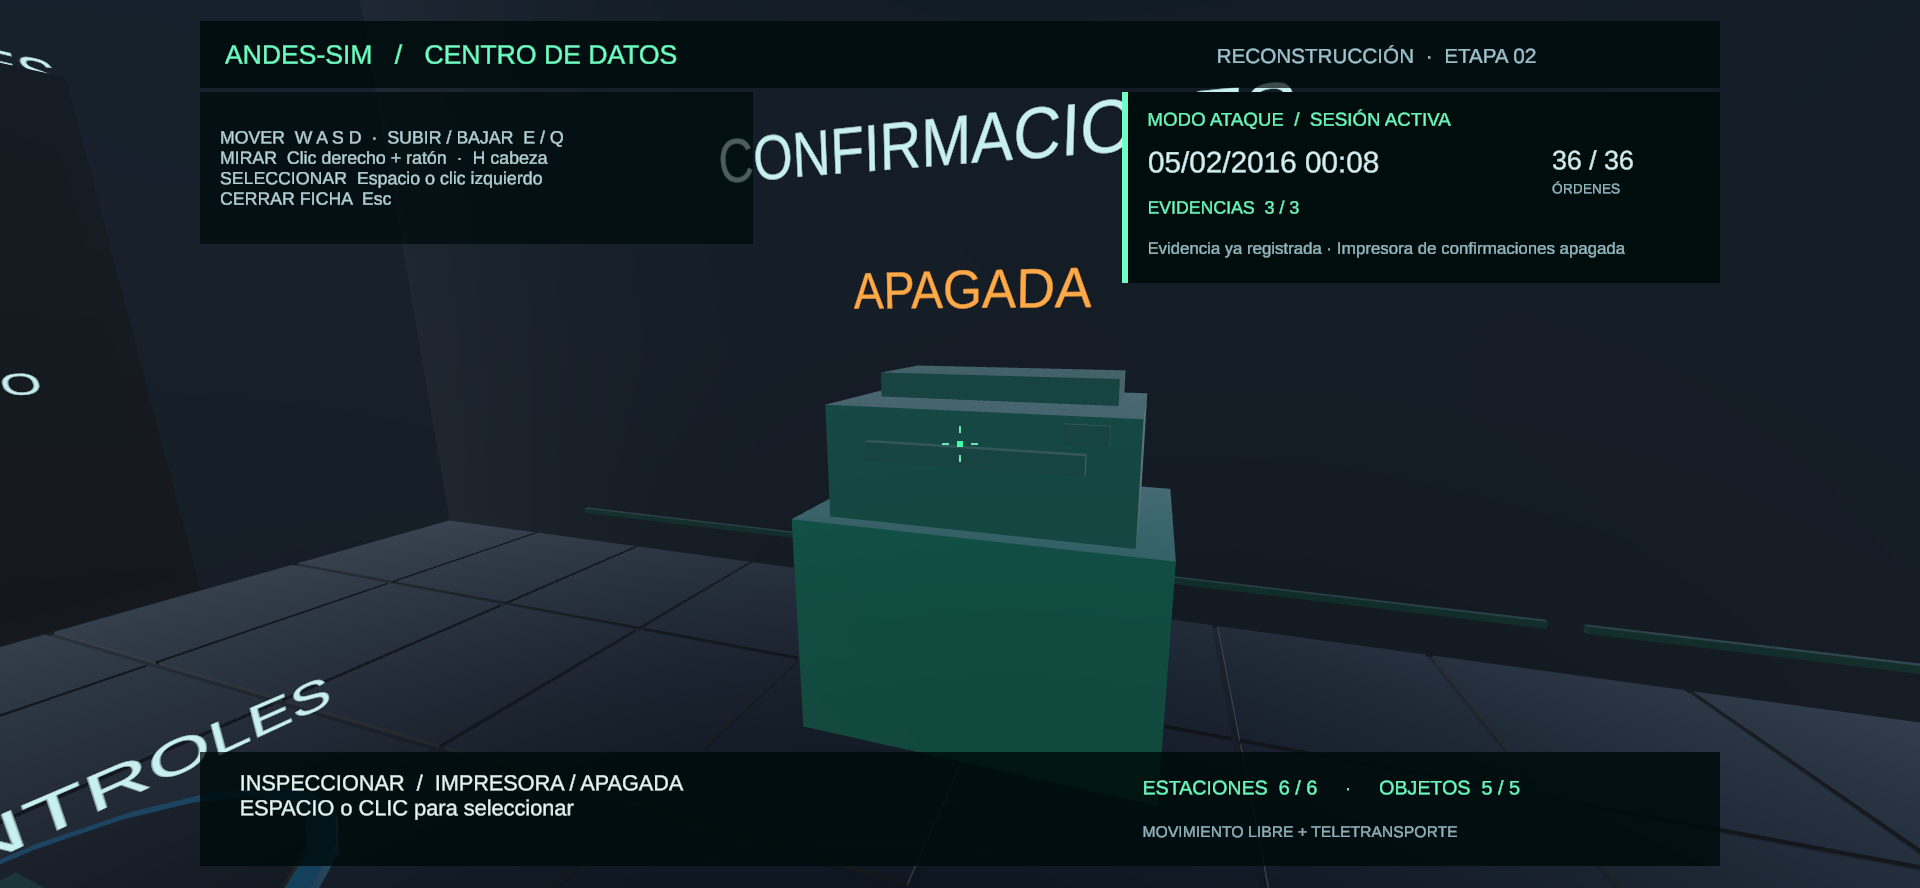 ANDES-SIM / CENTRO DE DATOS
RECONSTRUCCIÓN · ETAPA 02
MOVER W A S D · SUBIR / BAJAR E / Q
MIRAR Clic derecho + ratón · H cabeza
SELECCIONAR Espacio o clic izquierdo
CERRAR FICHA Esc
MODO ATAQUE / SESIÓN ACTIVA
05/02/2016 00:08
36 / 36
ÓRDENES
EVIDENCIAS 3 / 3
Evidencia ya registrada · Impresora de confirmaciones apagada
APAGADA
INSPECCIONAR / IMPRESORA / APAGADA
ESPACIO o CLIC para seleccionar
ESTACIONES 6 / 6 · OBJETOS 5 / 5
MOVIMIENTO LIBRE + TELETRANSPORTE